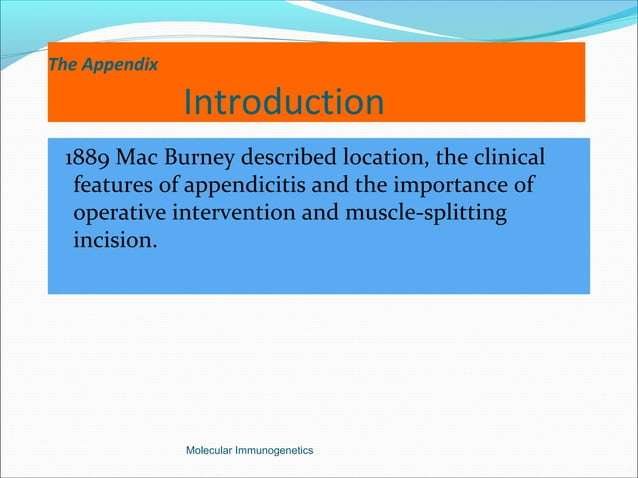 The Appendix
Introduction
1889 Mac Burney described location, the clinical
features of appendicitis and the importance of
operative intervention and muscle-splitting
incision.
Molecular Immunogenetics